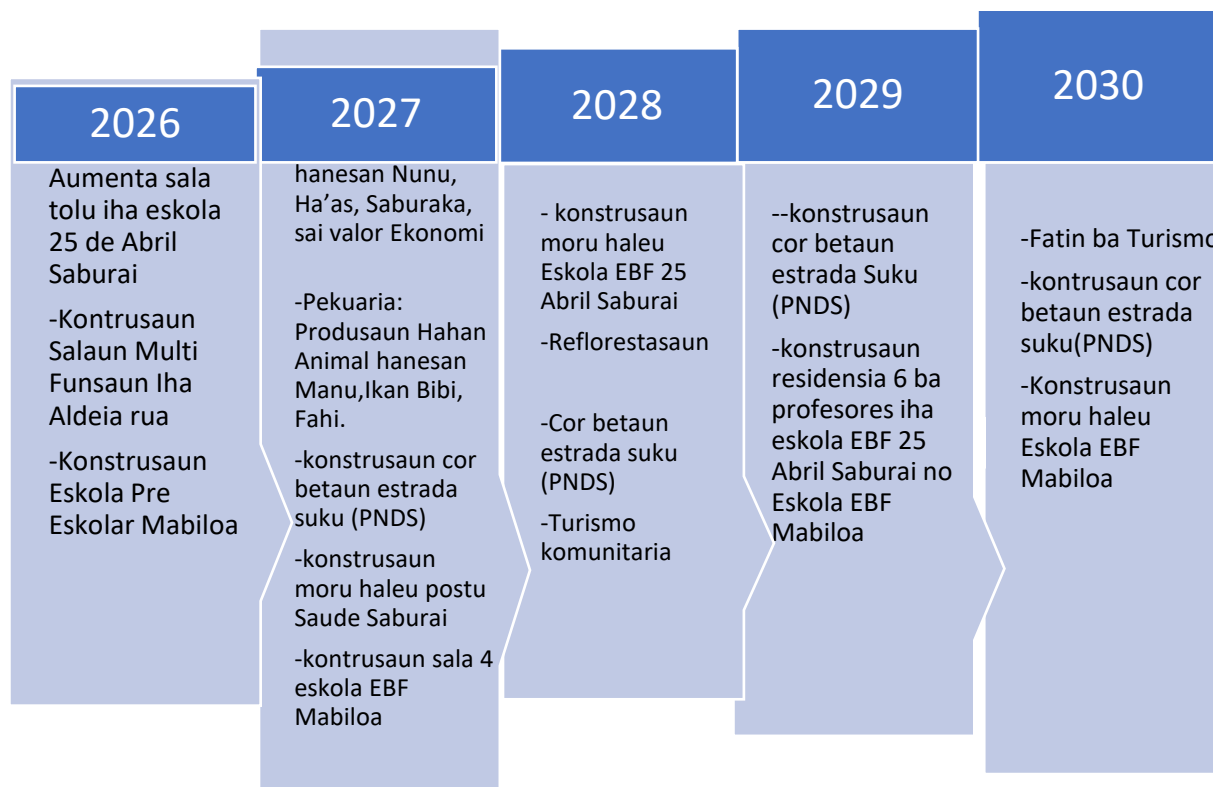 2026
Aumenta sala
tolu iha eskola
25 de Abril
Saburai
-Kontrusaun
Salaun Multi
Funsaun Iha
Aldeia rua
-Konstrusaun
Eskola Pre
Eskolar Mabiloa
2027
hanesan Nunu,
Ha’as, Saburaka,
sai valor Ekonomi
-Pekuaria:
Produsaun Hahan
Animal hanesan
Manu,Ikan Bibi,
Fahi.
-konstrusaun cor
betaun estrada
suku (PNDS)
-konstrusaun
moru haleu postu
Saude Saburai
-kontrusaun sala 4
eskola EBF
Mabiloa
2028
- konstrusaun
moru haleu
Eskola EBF 25
Abril Saburai
-Reflorestasaun
-Cor betaun
estrada suku
(PNDS)
-Turismo
komunitaria
2029
--konstrusaun
cor betaun
estrada Suku
(PNDS)
-konstrusaun
residensia 6 ba
profesores iha
eskola EBF 25
Abril Saburai no
Eskola EBF
Mabiloa
2030
-Fatin ba Turismo
-kontrusaun cor
betaun estrada
suku(PNDS)
-Konstrusaun
moru haleu
Eskola EBF
Mabiloa